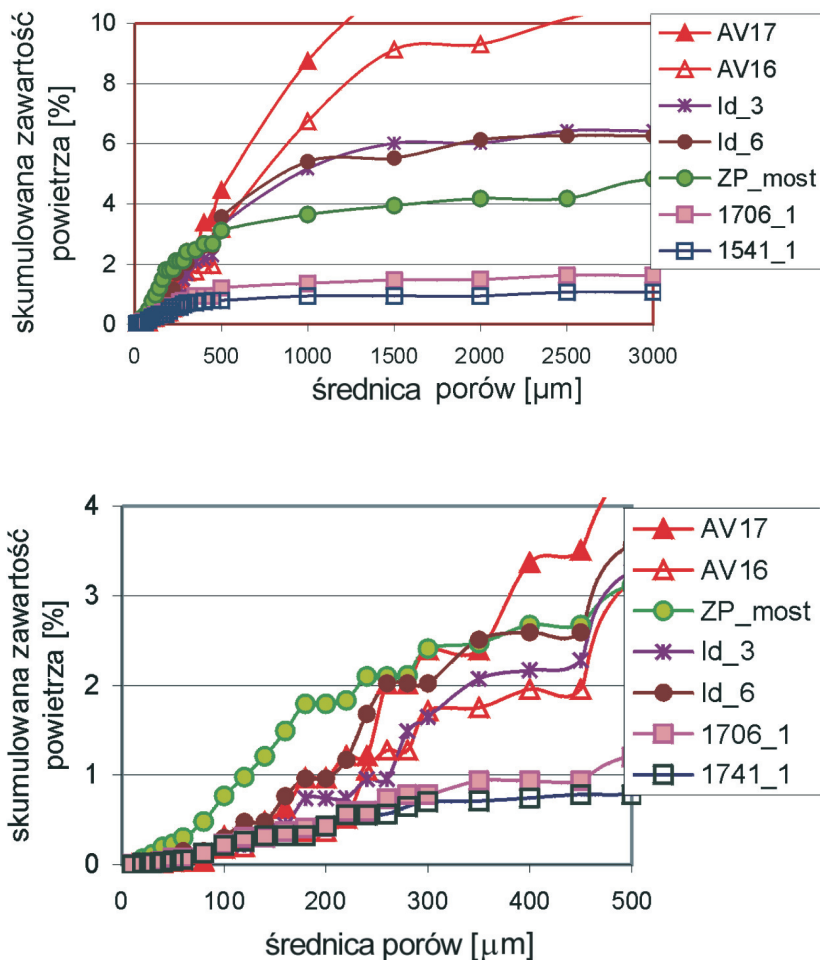 skumulowana zawartość
powietrza [%]
10
8
6
4
2
0
0 500 1000 1500 2000 2500 3000
średnica porów [µm]
AV17
AV16
Id_3
Id_6
ZP_most
1706_1
1541_1
skumulowana zawartość
powietrza [%]
4
3
2
1
0
0 100 200 300 400 500
średnica porów [µm]
AV17
AV16
ZP_most
Id_3
Id_6
1706_1
1741_1